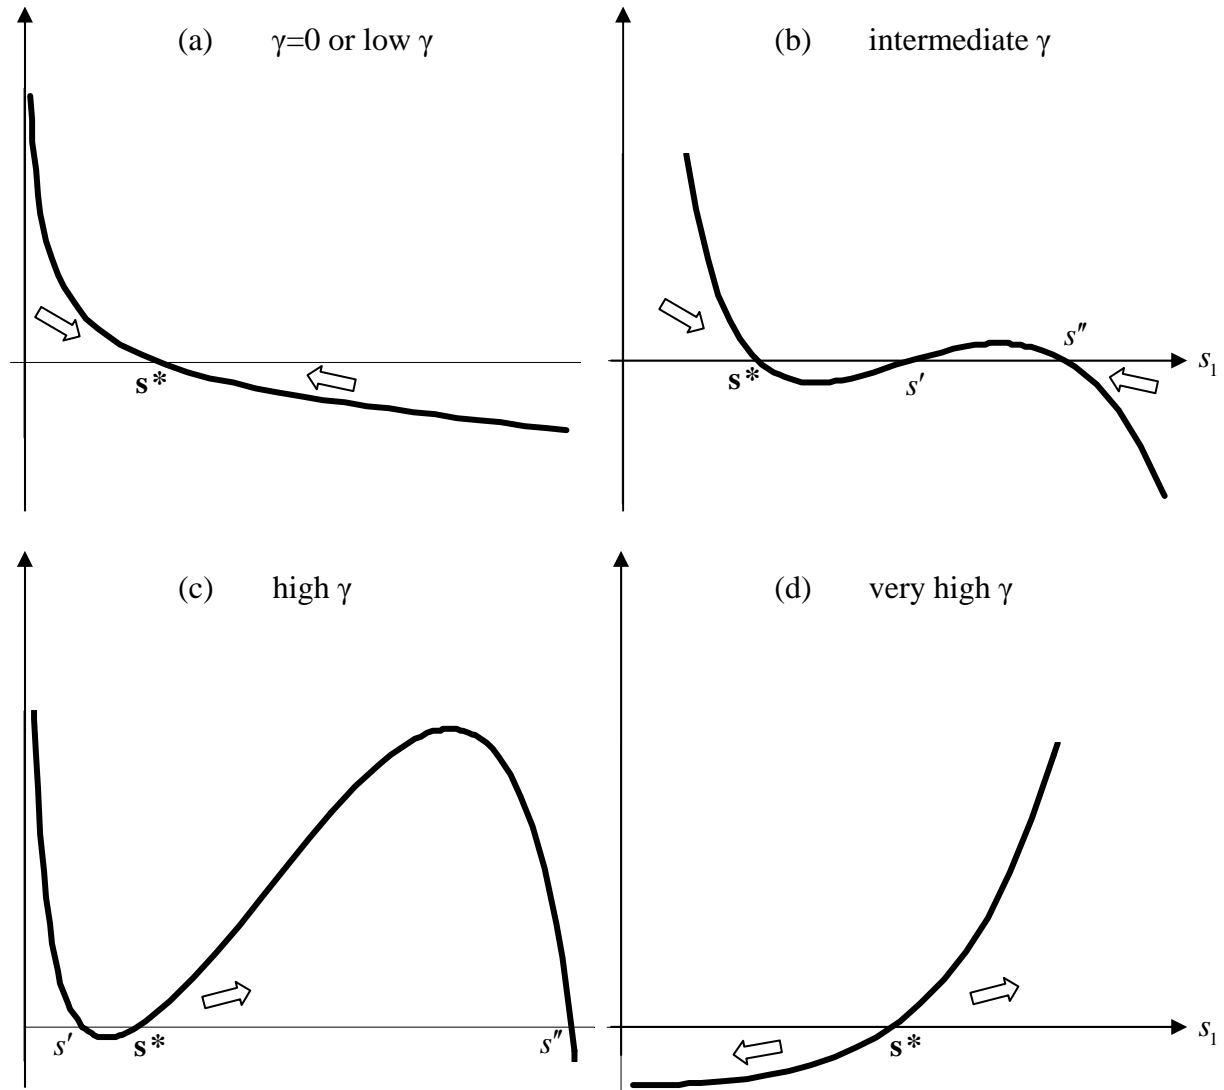 (a) γ=0 or low γ
(b) intermediate γ
s*
s*
s′
s″
s₁
(c) high γ
(d) very high γ
s′
s*
s″
s*
s₁